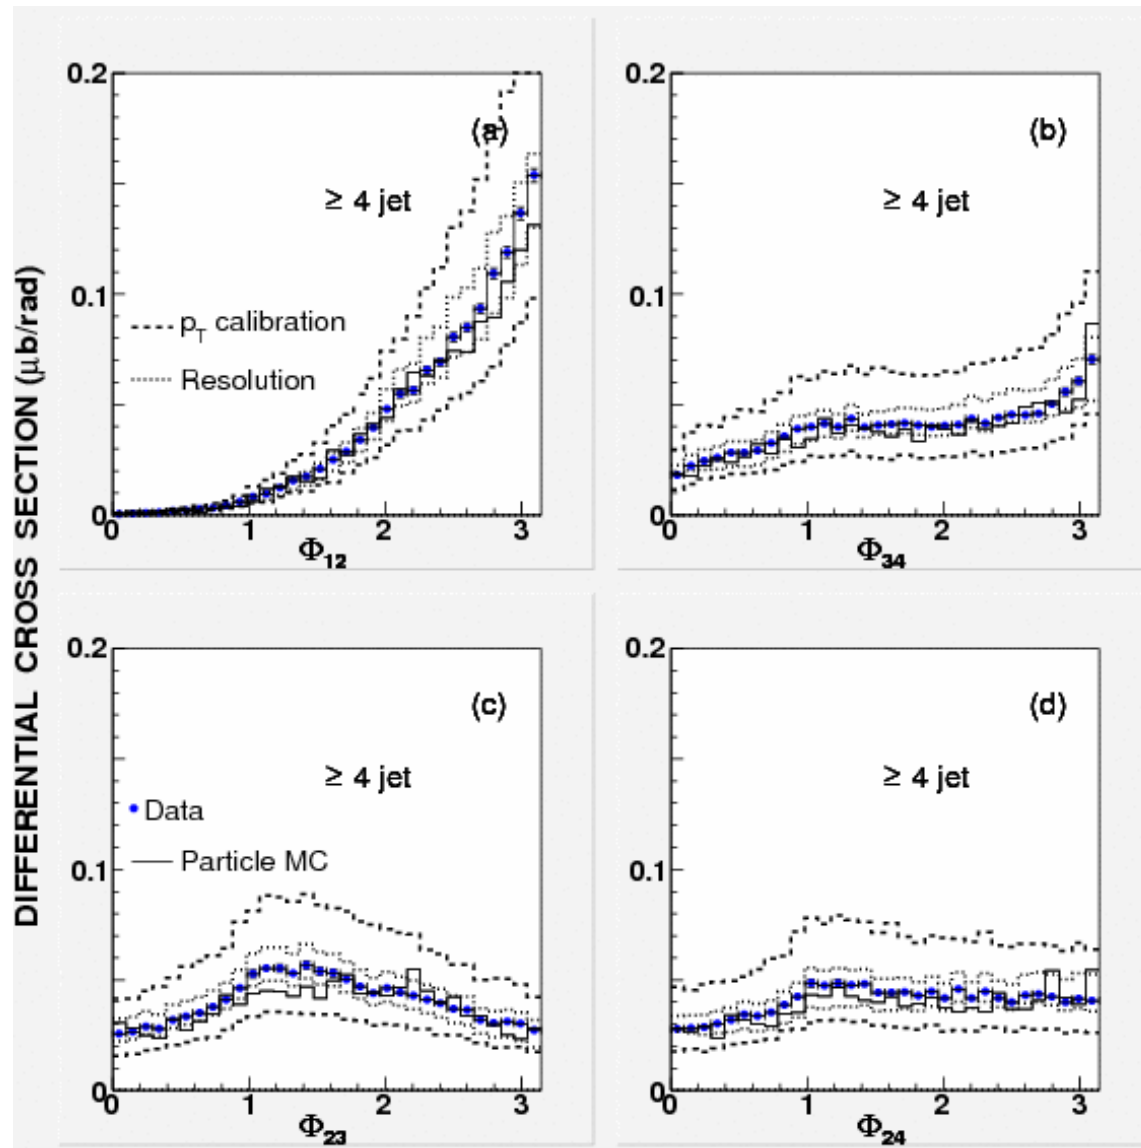 DIFFERENTIAL CROSS SECTION (μb/rad)
0.2
(a)
≥ 4 jet
0.1
p_T calibration
Resolution
0
0 1 2 3
Φ12
0.2
(b)
≥ 4 jet
0.1
0
0 1 2 3
Φ34
0.2
(c)
≥ 4 jet
Data
0.1
Particle MC
0
0 1 2 3
Φ23
0.2
(d)
≥ 4 jet
0.1
0
0 1 2 3
Φ24